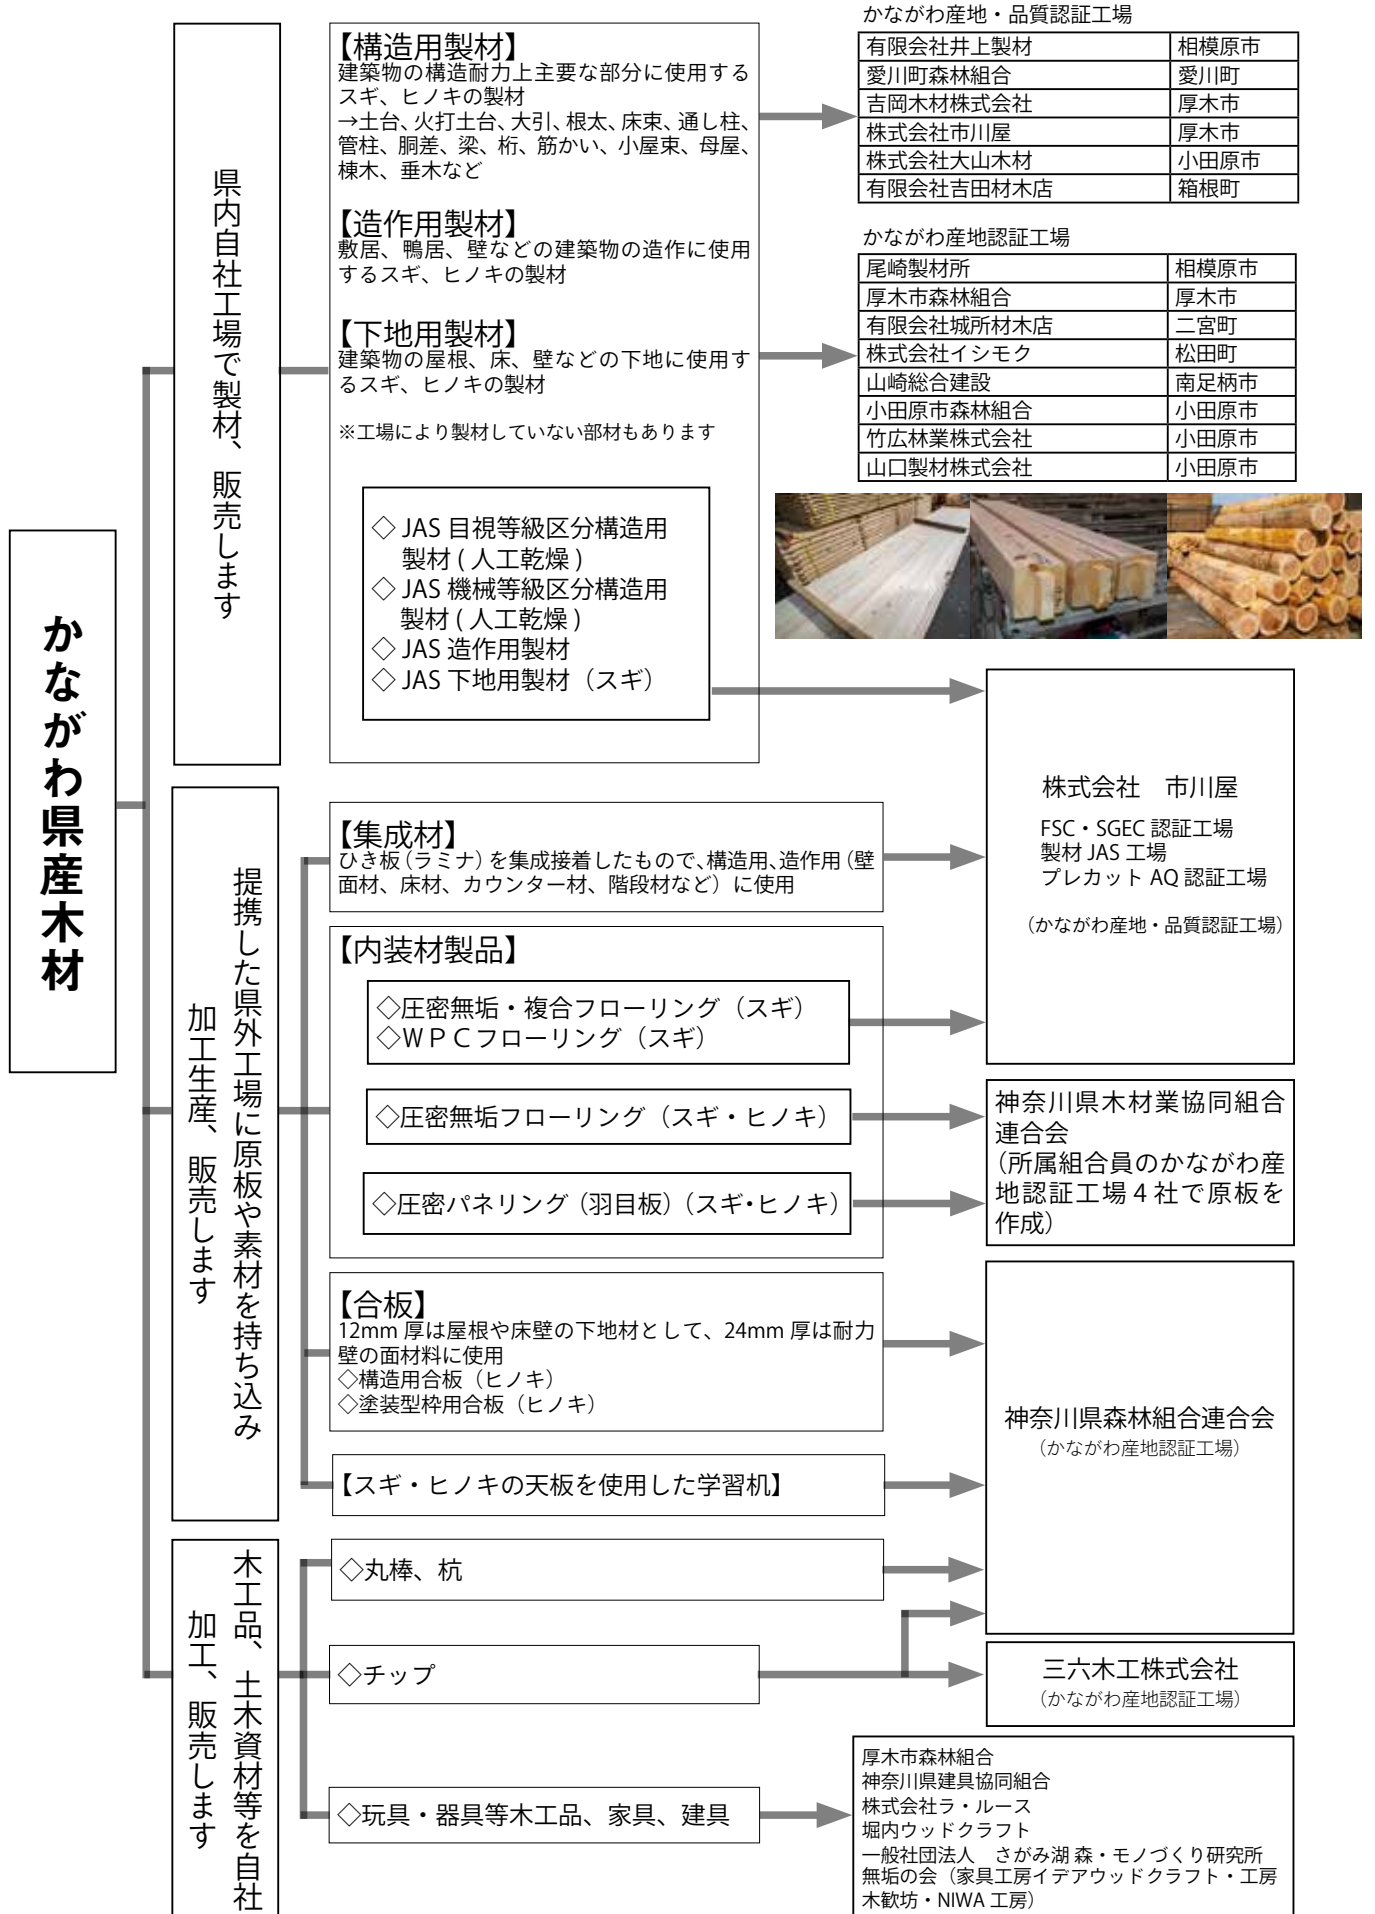 かながわ県産木材
県内自社工場で製材、販売します
【構造用製材】
建築物の構造耐力上主要な部分に使用する
スギ、ヒノキの製材
→土台、火打土台、大引、根太、床束、通し柱、
管柱、胴差、梁、桁、筋かい、小屋束、母屋、
棟木、垂木など
【造作用製材】
敷居、鴨居、壁などの建築物の造作に使用
するスギ、ヒノキの製材
【下地用製材】
建築物の屋根、床、壁などの下地に使用す
るスギ、ヒノキの製材
※工場により製材していない部材もあります
◇ JAS 目視等級区分構造用
製材 ( 人工乾燥 )
◇ JAS 機械等級区分構造用
製材 ( 人工乾燥 )
◇ JAS 造作用製材
◇ JAS 下地用製材（スギ）
かながわ産地・品質認証工場
有限会社井上製材 相模原市
愛川町森林組合 愛川町
吉岡木材株式会社 厚木市
株式会社市川屋 厚木市
株式会社大山木材 小田原市
有限会社吉田材木店 箱根町
かながわ産地認証工場
尾崎製材所 相模原市
厚木市森林組合 厚木市
有限会社城所材木店 二宮町
株式会社イシモク 松田町
山崎総合建設 南足柄市
小田原市森林組合 小田原市
竹広林業株式会社 小田原市
山口製材株式会社 小田原市
提携した県外工場に原板や素材を持ち込み
加工生産、販売します
【集成材】
ひき板（ラミナ）を集成接着したもので、構造用、造作用（壁
面材、床材、カウンター材、階段材など）に使用
【内装材製品】
◇圧密無垢・複合フローリング（スギ）
◇ＷＰＣフローリング（スギ）
◇圧密無垢フローリング（スギ・ヒノキ）
◇圧密パネリング（羽目板）（スギ・ヒノキ）
【合板】
12mm 厚は屋根や床壁の下地材として、24mm 厚は耐力
壁の面材料に使用
◇構造用合板（ヒノキ）
◇塗装型枠用合板（ヒノキ）
【スギ・ヒノキの天板を使用した学習机】
株式会社　市川屋
FSC・SGEC 認証工場
製材 JAS 工場
プレカット AQ 認証工場
（かながわ産地・品質認証工場）
神奈川県木材業協同組合
連合会
（所属組合員のかながわ産
地認証工場４社で原板を
作成）
神奈川県森林組合連合会
（かながわ産地認証工場）
木工品、土木資材等を自社
加工、販売します
◇丸棒、杭
◇チップ
◇玩具・器具等木工品、家具、建具
三六木工株式会社
（かながわ産地認証工場）
厚木市森林組合
神奈川県建具協同組合
株式会社ラ・ルース
堀内ウッドクラフト
一般社団法人　さがみ湖 森・モノづくり研究所
無垢の会（家具工房イデアウッドクラフト・工房
木歓坊・NIWA 工房）